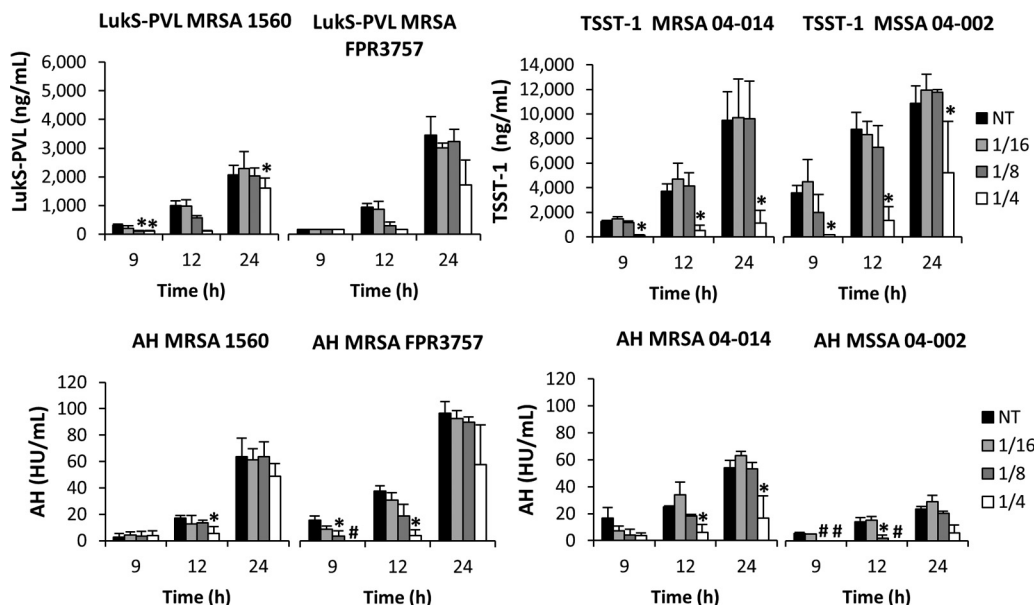 LukS-PVL MRSA 1560
LukS-PVL MRSA
FPR3757
LukS-PVL (ng/mL)
6,000
5,000
4,000
3,000
2,000
1,000
0
* *
*
9 12 24
9 12 24
Time (h)
Time (h)
TSST-1 MRSA 04-014
TSST-1 MSSA 04-002
TSST-1 (ng/mL)
14,000
12,000
10,000
8,000
6,000
4,000
2,000
0
* * *
* * *
NT
1/16
1/8
1/4
9 12 24
9 12 24
Time (h)
Time (h)
AH MRSA 1560
AH MRSA FPR3757
AH (HU/mL)
120
100
80
60
40
20
0
*
* # *
9 12 24
9 12 24
Time (h)
Time (h)
AH MRSA 04-014
AH MSSA 04-002
AH (HU/mL)
120
100
80
60
40
20
0
* *
# # * #
NT
1/16
1/8
1/4
9 12 24
9 12 24
Time (h)
Time (h)